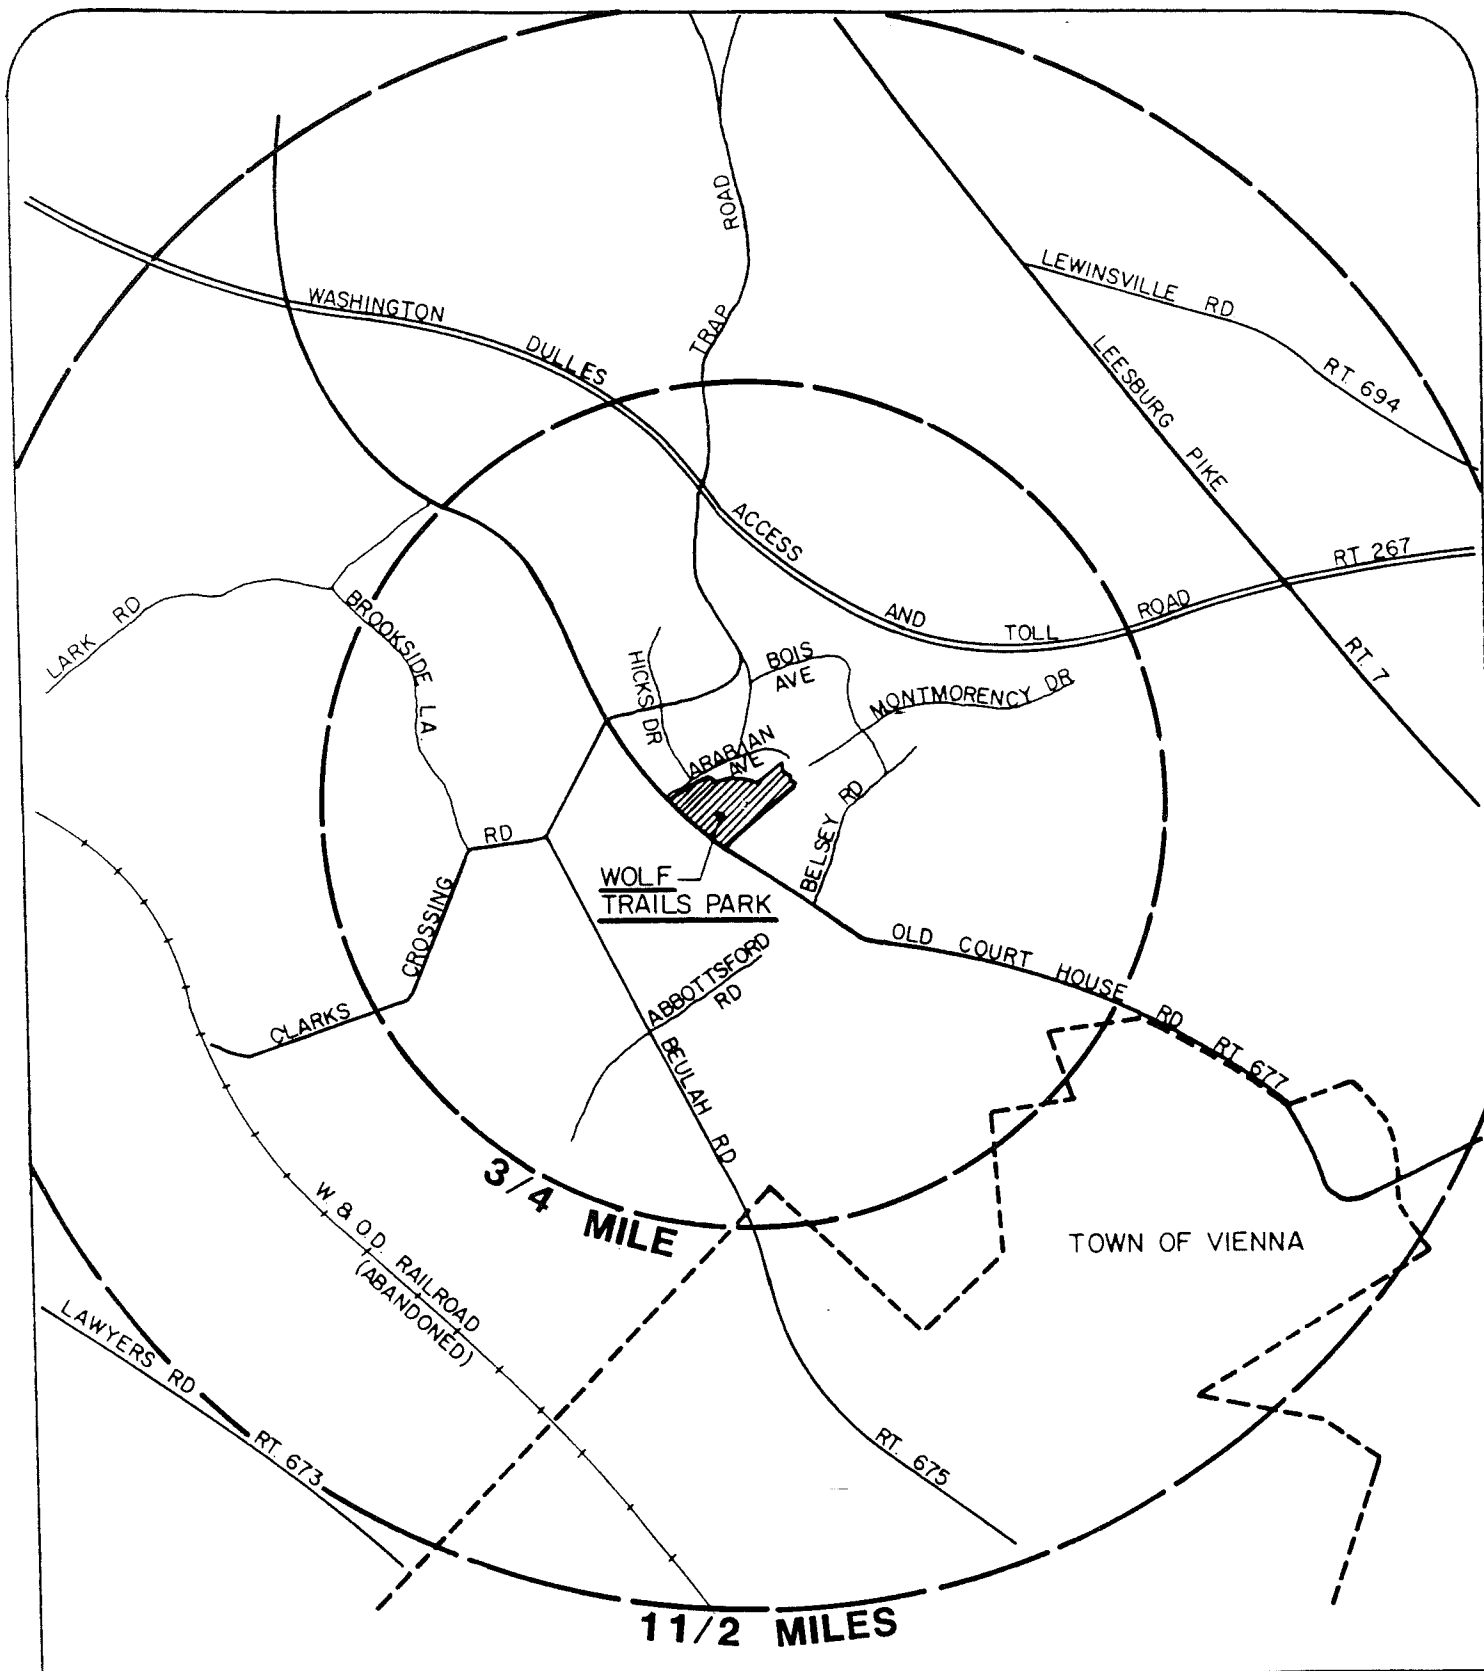 ROAD
TRAP
LEWINSVILLE RD
RT. 694
WASHINGTON
DULLES
ACCESS
AND
TOLL
ROAD
RT 267
LEESBURG PIKE
RT. 7
LARK RD
BROOKSIDE LA.
HICKS DR
BOIS
AVE
MONTMORENCY DR
ARABIAN
AVE
BELSEY RD
WOLF
TRAILS PARK
RD
CROSSING
CLARKS
ABBOTTSFORD
RD
BEULAH RD
OLD COURT HOUSE RD RT 677
3/4 MILE
TOWN OF VIENNA
W & O.D. RAILROAD
(ABANDONED)
LAWYERS RD
RT. 673
RT. 675
1 1/2 MILES